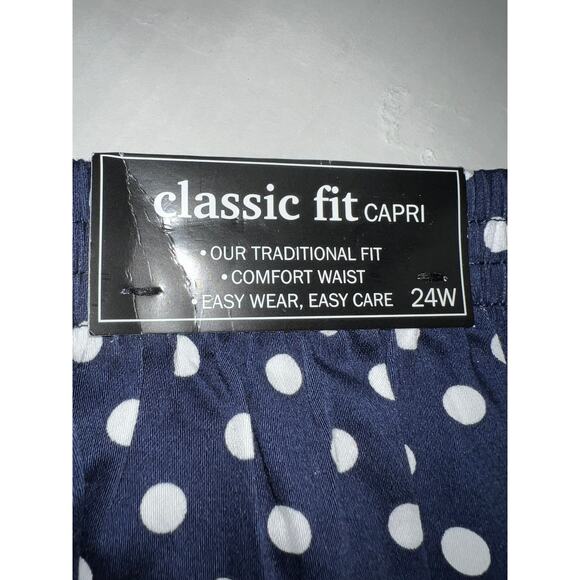 classic fit CAPRI
• OUR TRADITIONAL FIT
• COMFORT WAIST
• EASY WEAR, EASY CARE 24W